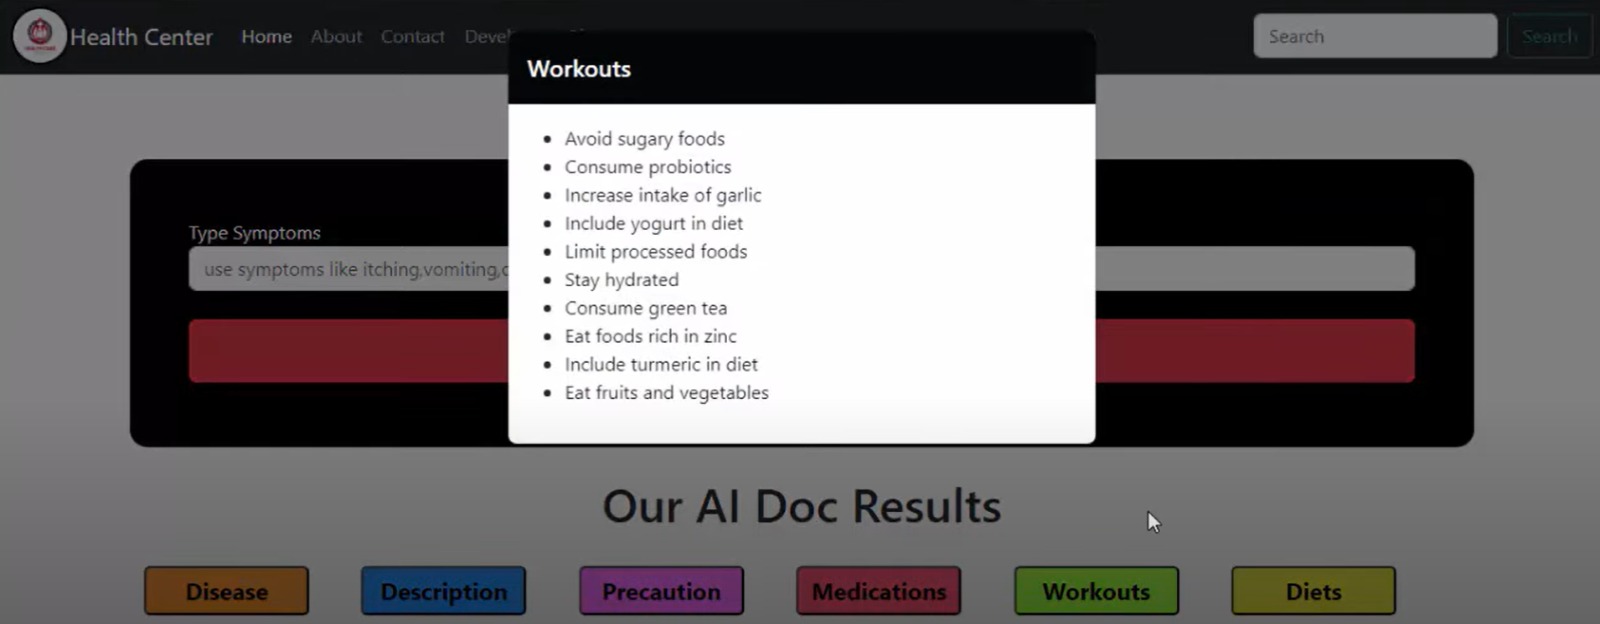 Health Center Home About Contact Search Search
Workouts
Avoid sugary foods
Consume probiotics
Increase intake of garlic
Include yogurt in diet
Limit processed foods
Stay hydrated
Consume green tea
Eat foods rich in zinc
Include turmeric in diet
Eat fruits and vegetables
Type Symptoms
use symptoms like itching,vomiting,
Our AI Doc Results
Disease Description Precaution Medications Workouts Diets